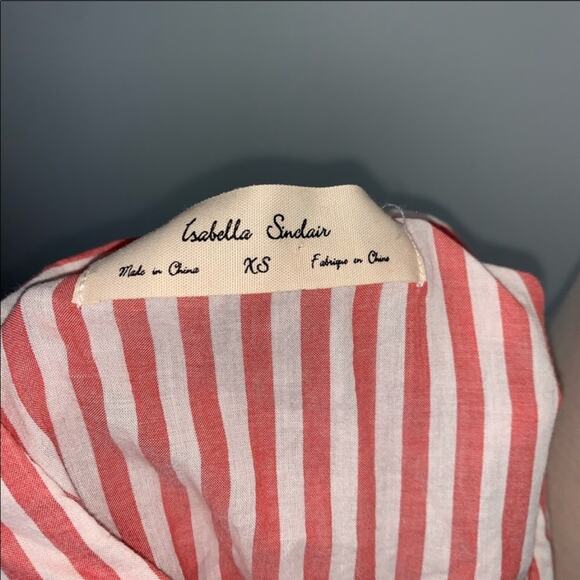 Isabella Sinclair
Made in China XS Fabrique en Chine